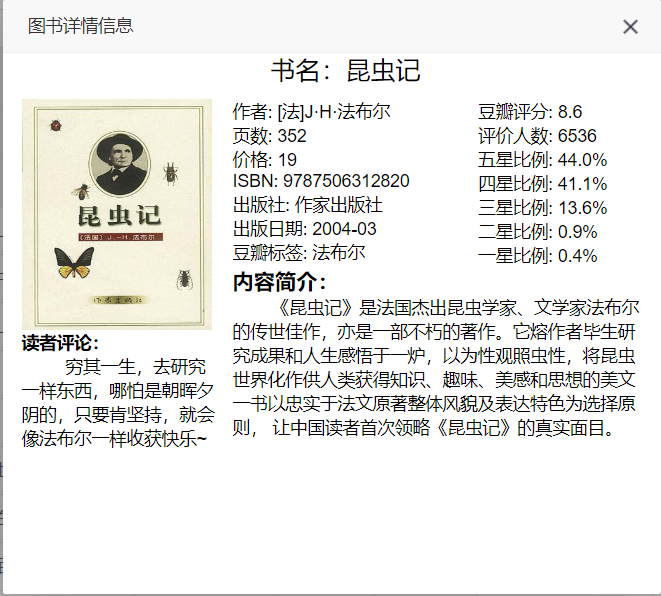 图书详情信息
书名：昆虫记
昆虫记
[法国] J.—H.法布尔
作家出版社
作者: [法]J·H·法布尔
页数: 352
价格: 19
ISBN: 9787506312820
出版社: 作家出版社
出版日期: 2004-03
豆瓣标签: 法布尔
豆瓣评分: 8.6
评价人数: 6536
五星比例: 44.0%
四星比例: 41.1%
三星比例: 13.6%
二星比例: 0.9%
一星比例: 0.4%
内容简介：
《昆虫记》是法国杰出昆虫学家、文学家法布尔
的传世佳作，亦是一部不朽的著作。它熔作者毕生研
究成果和人生感悟于一炉，以为性观照虫性，将昆虫
世界化作供人类获得知识、趣味、美感和思想的美文
一书以忠实于法文原著整体风貌及表达特色为选择原
则， 让中国读者首次领略《昆虫记》的真实面目。
读者评论：
穷其一生，去研究
一样东西，哪怕是朝晖夕
阴的，只要肯坚持，就会
像法布尔一样收获快乐~